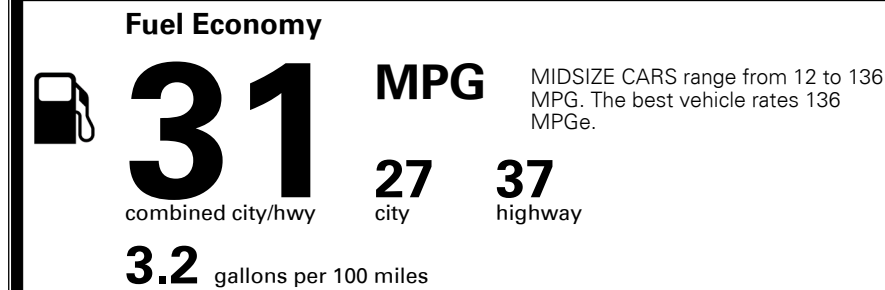 Fuel Economy
31
MPG
MIDSIZE CARS range from 12 to 136
MPG. The best vehicle rates 136
MPGe.
combined city/hwy
27
city
37
highway
3.2 gallons per 100 miles